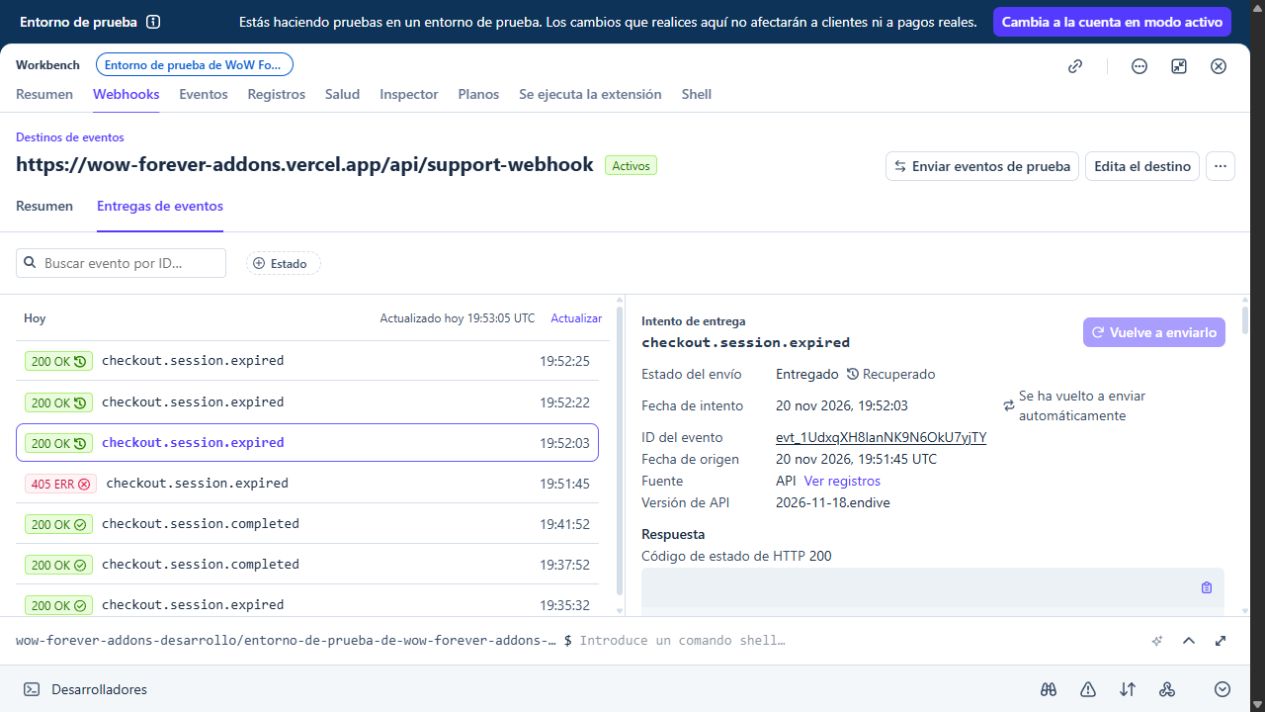 Entorno de prueba
Estás haciendo pruebas en un entorno de prueba. Los cambios que realices aquí no afectarán a clientes ni a pagos reales.
Cambia a la cuenta en modo activo
Workbench
Entorno de prueba de WoW Fo...
Resumen Webhooks Eventos Registros Salud Inspector Planos Se ejecuta la extensión Shell
Destinos de eventos
https://wow-forever-addons.vercel.app/api/support-webhook Activos
Enviar eventos de prueba Edita el destino
Resumen Entregas de eventos
Buscar evento por ID...
Estado
Hoy Actualizado hoy 19:53:05 UTC Actualizar
200 OK checkout.session.expired 19:52:25
200 OK checkout.session.expired 19:52:22
200 OK checkout.session.expired 19:52:03
405 ERR checkout.session.expired 19:51:45
200 OK checkout.session.completed 19:41:52
200 OK checkout.session.completed 19:37:52
200 OK checkout.session.expired 19:35:32
Intento de entrega
checkout.session.expired
Vuelve a enviarlo
Estado del envío Entregado Recuperado
Fecha de intento 20 nov 2026, 19:52:03
Se ha vuelto a enviar
automáticamente
ID del evento evt_1UdxqXH8IanNK9N6OkU7yjTY
Fecha de origen 20 nov 2026, 19:51:45 UTC
Fuente API Ver registros
Versión de API 2026-11-18.endive
Respuesta
Código de estado de HTTP 200
wow-forever-addons-desarrollo/entorno-de-prueba-de-wow-forever-addons-… $ Introduce un comando shell…
Desarrolladores